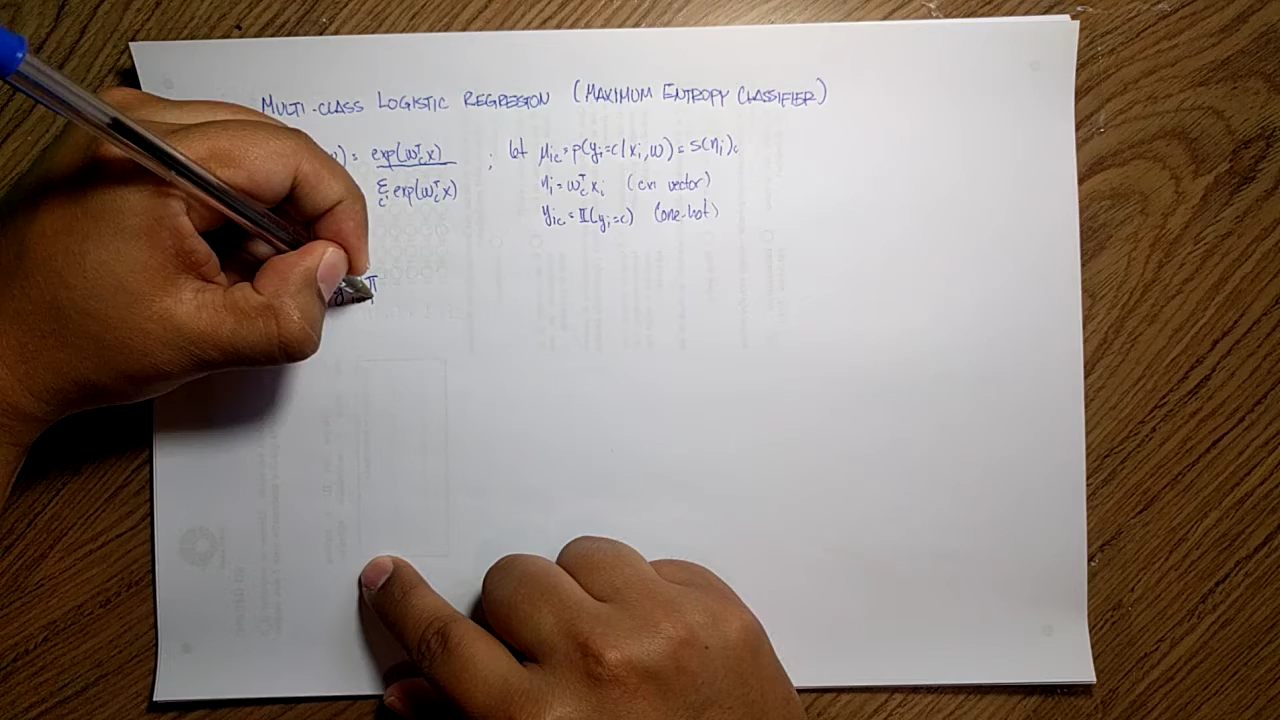 MULTI-CLASS LOGISTIC REGRESSION (MAXIMUM ENTROPY CLASSIFIER)
w) = exp(w_c^T x) / Σ_c' exp(w_c^T x) ; let μ_ic = p(y_i=c|x_i,w) = S(η_i)_c
η_i = w_c^T x_i (cx1 vector)
y_ic = 𝕀(y_i=c) (one-hot)
π